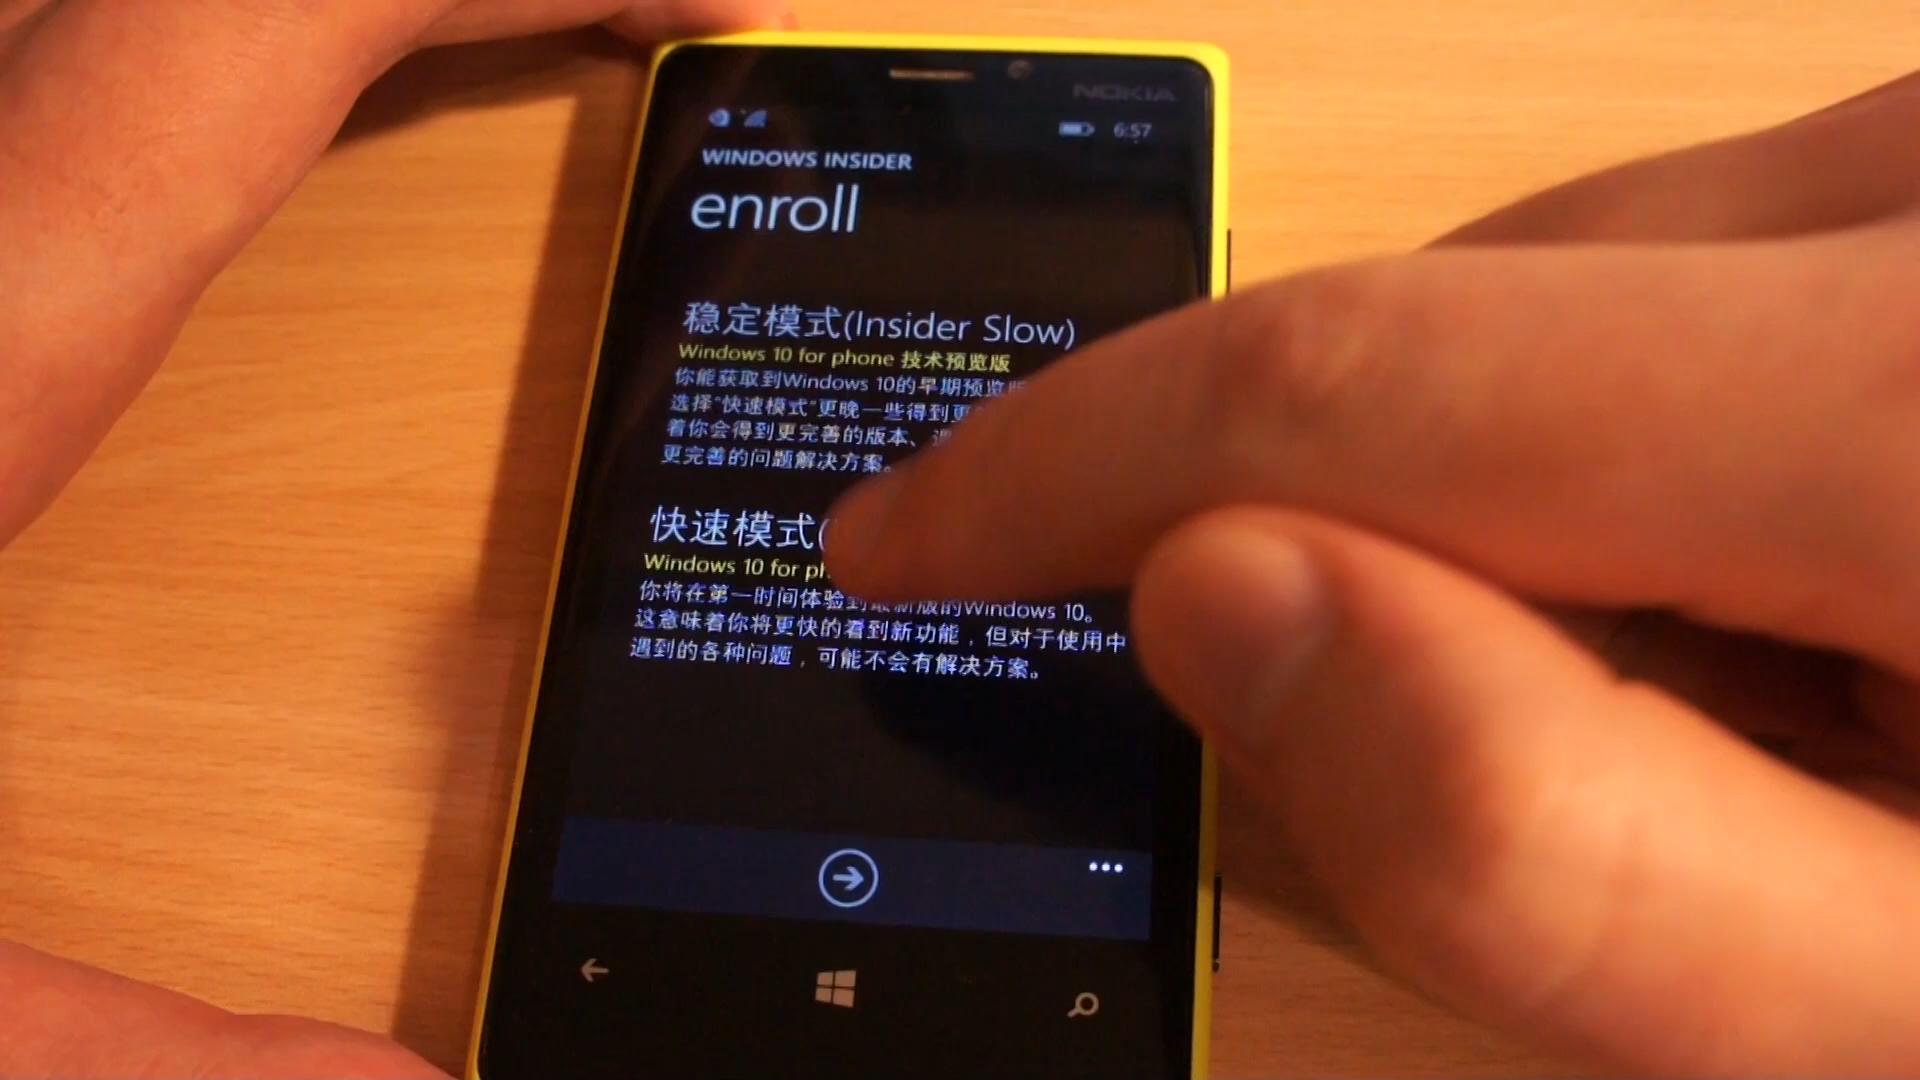 NOKIA
6:57
WINDOWS INSIDER
enroll
稳定模式(Insider Slow)
Windows 10 for phone 技术预览版
你能获取到Windows 10的早期预览版
选择“快速模式”更晚一些得到更
着你会得到更完善的版本、遇
更完善的问题解决方案。
快速模式(
Windows 10 for ph
你将在第一时间体验到最新版的Windows 10。
这意味着你将更快的看到新功能，但对于使用中
遇到的各种问题，可能不会有解决方案。